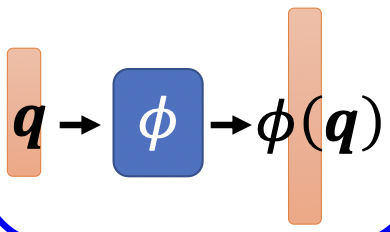 q → ϕ → ϕ(q)